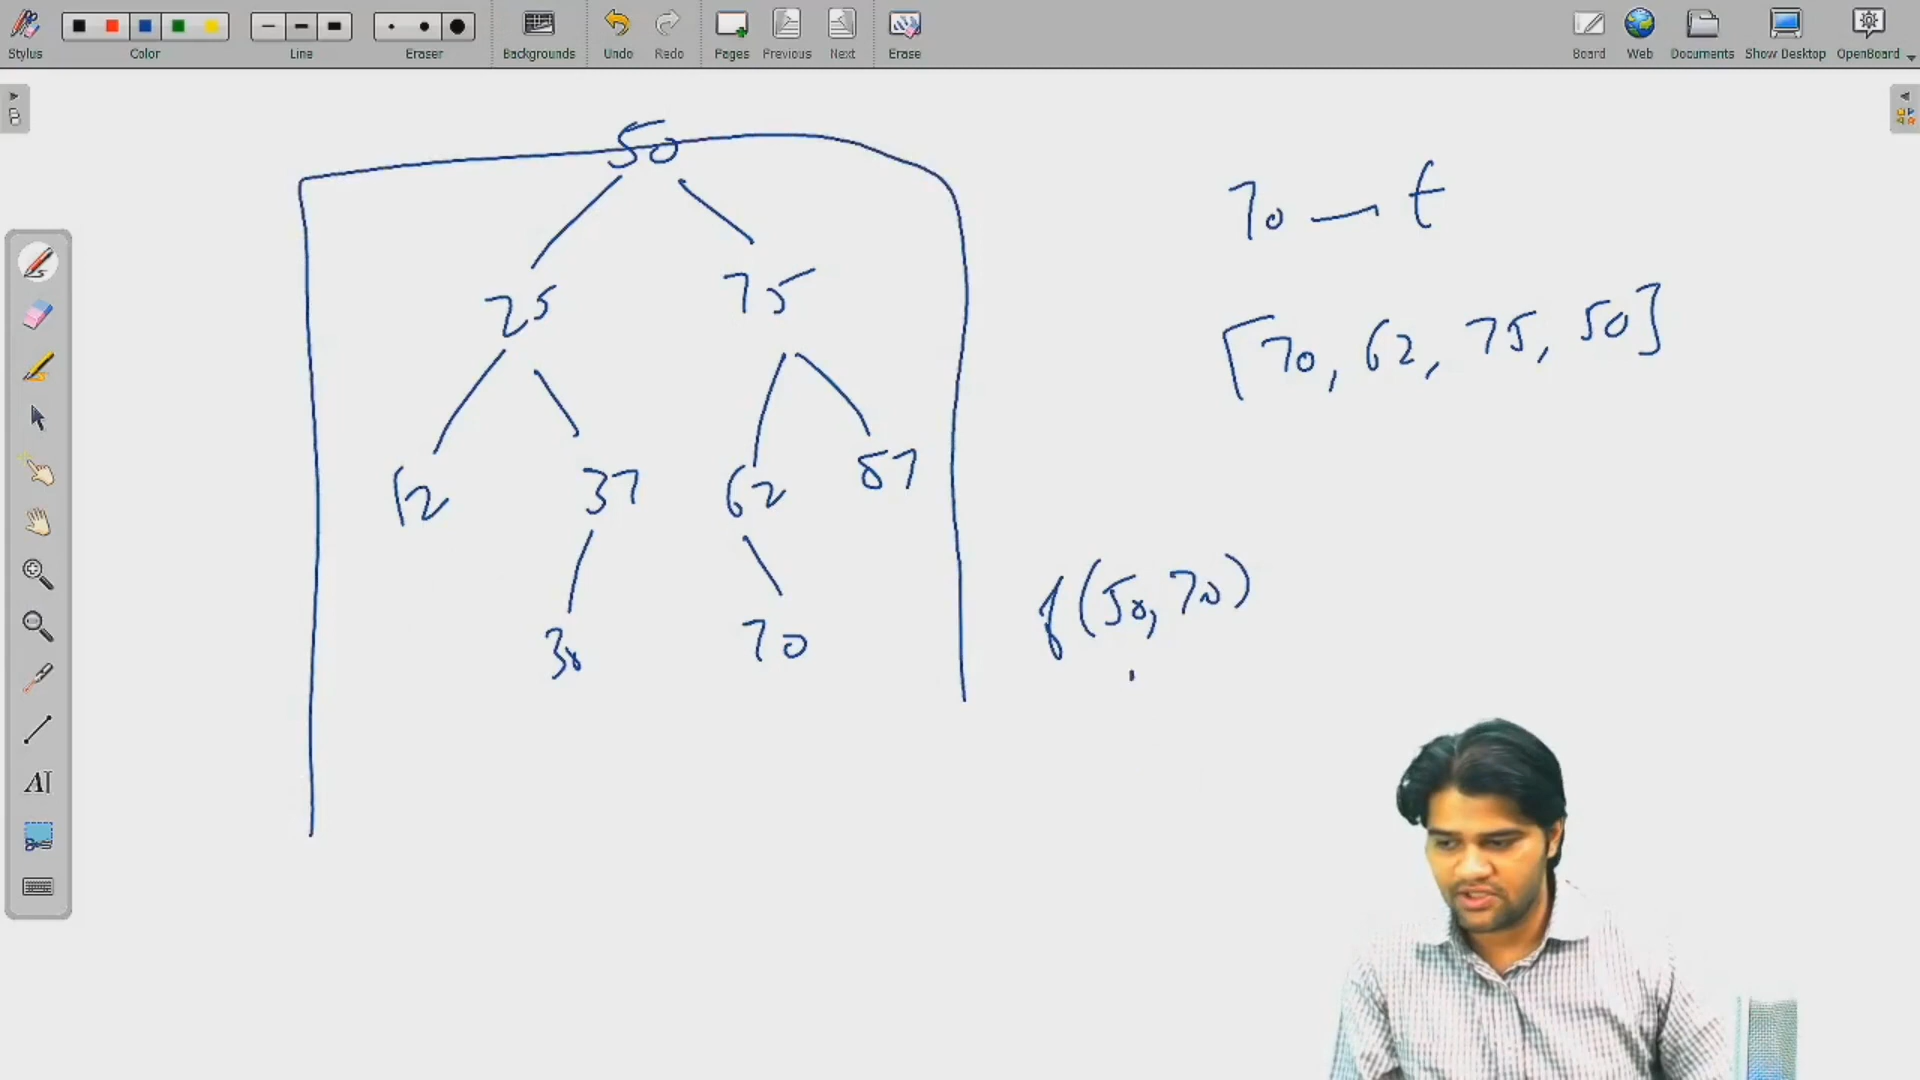 Stylus
Color
Line
Eraser
Backgrounds
Undo
Redo
Pages
Previous
Next
Erase
Board
Web
Documents
Show Desktop
OpenBoard
50
25 75
12 37 62 87
30 70
70 — t
[70, 62, 75, 50]
f(50, 70)
AI